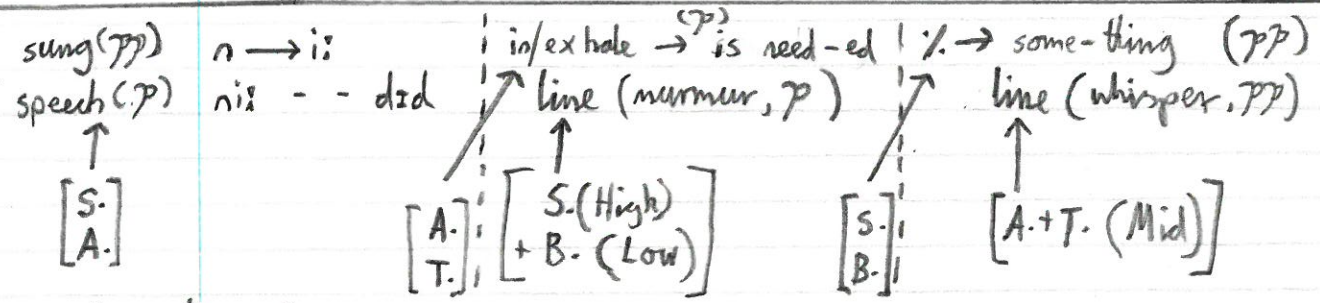 sung (pp) n → i: in/exhale → (p) is need-ed % → some-thing (pp)
speech (p) ni: - - dɪd line (murmur, p) line (whisper, pp)
[S. A.] [A. T.] [S. (High) + B. (Low)] [S. B.] [A. + T. (Mid)]